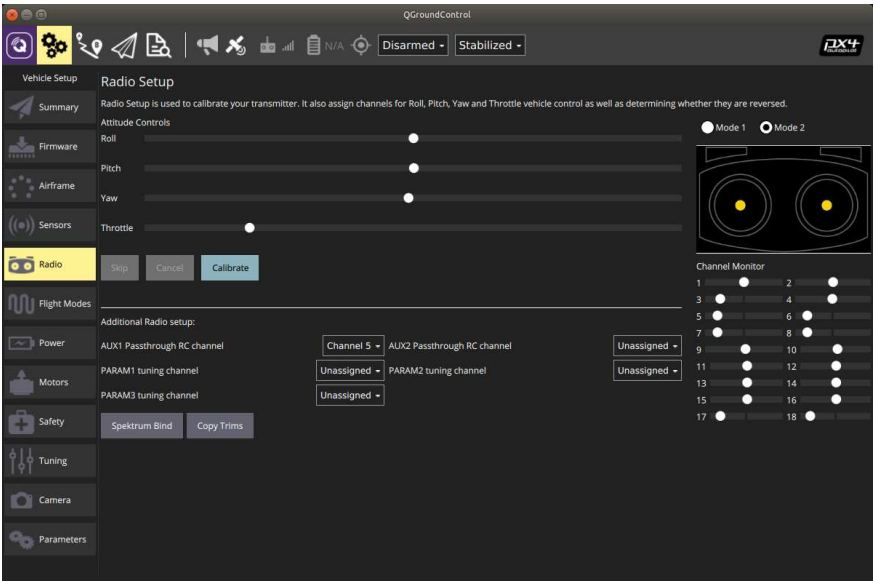 QGroundControl
N/A
Disarmed
Stabilized
px4
autopilot
Vehicle Setup
Summary
Firmware
Airframe
Sensors
Radio
Flight Modes
Power
Motors
Safety
Tuning
Camera
Parameters
Radio Setup
Radio Setup is used to calibrate your transmitter. It also assign channels for Roll, Pitch, Yaw and Throttle vehicle control as well as determining whether they are reversed.
Attitude Controls
Roll
Pitch
Yaw
Throttle
Skip Cancel Calibrate
Additional Radio setup:
AUX1 Passthrough RC channel Channel 5 AUX2 Passthrough RC channel Unassigned
PARAM1 tuning channel Unassigned PARAM2 tuning channel Unassigned
PARAM3 tuning channel Unassigned
Spektrum Bind Copy Trims
Mode 1 Mode 2
Channel Monitor
1 2
3 4
5 6
7 8
9 10
11 12
13 14
15 16
17 18